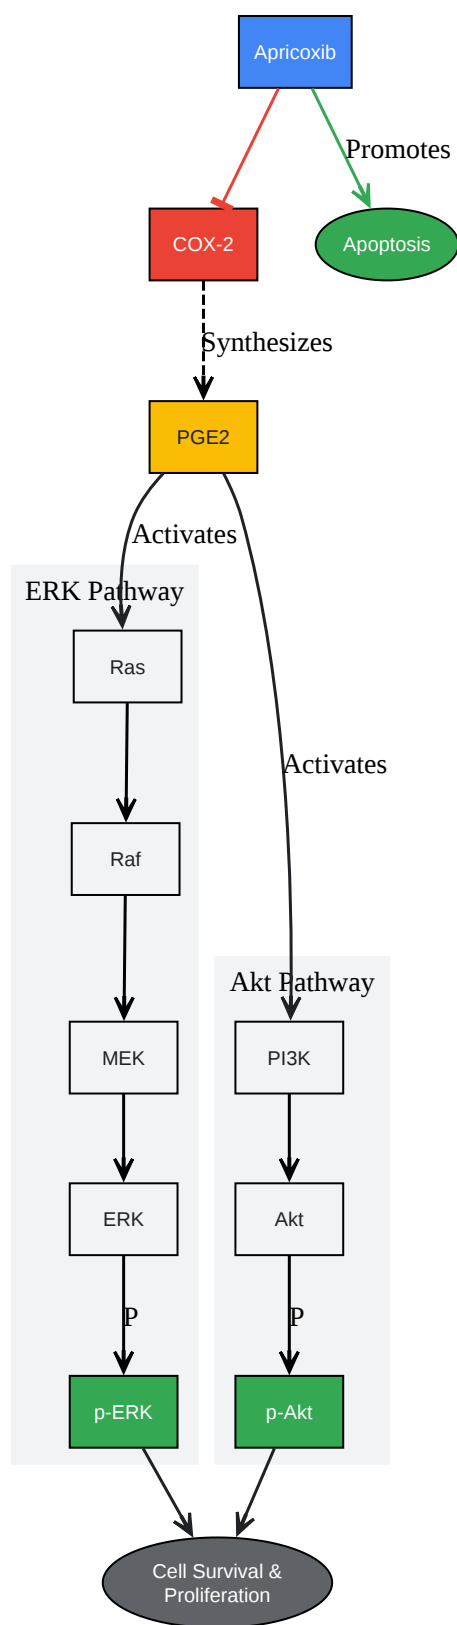 Apricoxib
Promotes
COX-2
Apoptosis
Synthesizes
PGE2
Activates
ERK Pathway
Ras
Activates
Raf
Akt Pathway
MEK
PI3K
ERK
Akt
P
P
p-ERK
p-Akt
Cell Survival &
Proliferation